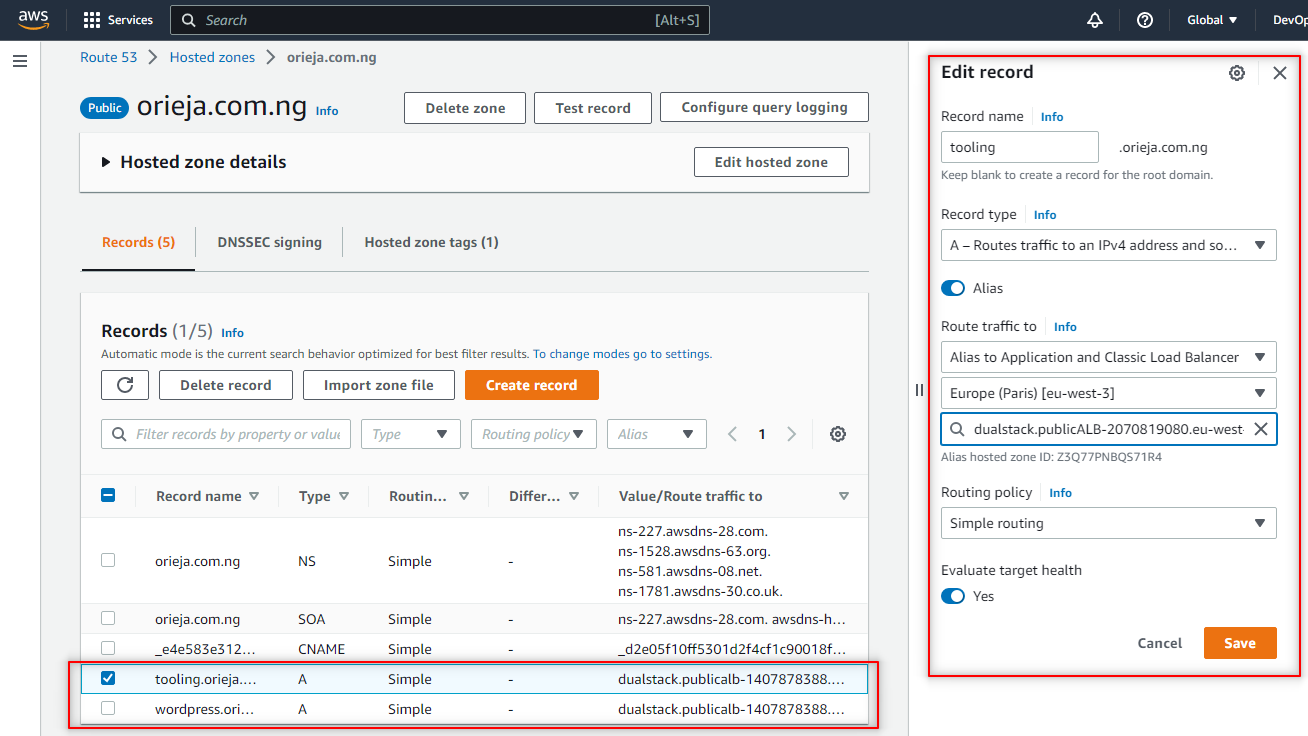 aws
Services
Search
[Alt+S]
Global
DevOp
Route 53
Hosted zones
orieja.com.ng
Public
orieja.com.ng
Info
Delete zone
Test record
Configure query logging
Hosted zone details
Edit hosted zone
Records (5)
DNSSEC signing
Hosted zone tags (1)
Records (1/5) Info
Automatic mode is the current search behavior optimized for best filter results. To change modes go to settings.
Delete record
Import zone file
Create record
Filter records by property or value
Type
Routing policy
Alias
1
Record name
Type
Routin...
Differ...
Value/Route traffic to
orieja.com.ng
NS
Simple
-
ns-227.awsdns-28.com.
ns-1528.awsdns-63.org.
ns-581.awsdns-08.net.
ns-1781.awsdns-30.co.uk.
orieja.com.ng
SOA
Simple
-
ns-227.awsdns-28.com. awsdns-h...
_e4e583e312...
CNAME
Simple
-
_d2e05f10ff5301d2f4cf1c90018f...
tooling.orieja....
A
Simple
-
dualstack.publicalb-1407878388....
wordpress.ori...
A
Simple
-
dualstack.publicalb-1407878388....
Edit record
Record name
Info
tooling
.orieja.com.ng
Keep blank to create a record for the root domain.
Record type
Info
A – Routes traffic to an IPv4 address and so...
Alias
Route traffic to
Info
Alias to Application and Classic Load Balancer
Europe (Paris) [eu-west-3]
dualstack.publicALB-2070819080.eu-west-
Alias hosted zone ID: Z3Q77PNBQS71R4
Routing policy
Info
Simple routing
Evaluate target health
Yes
Cancel
Save